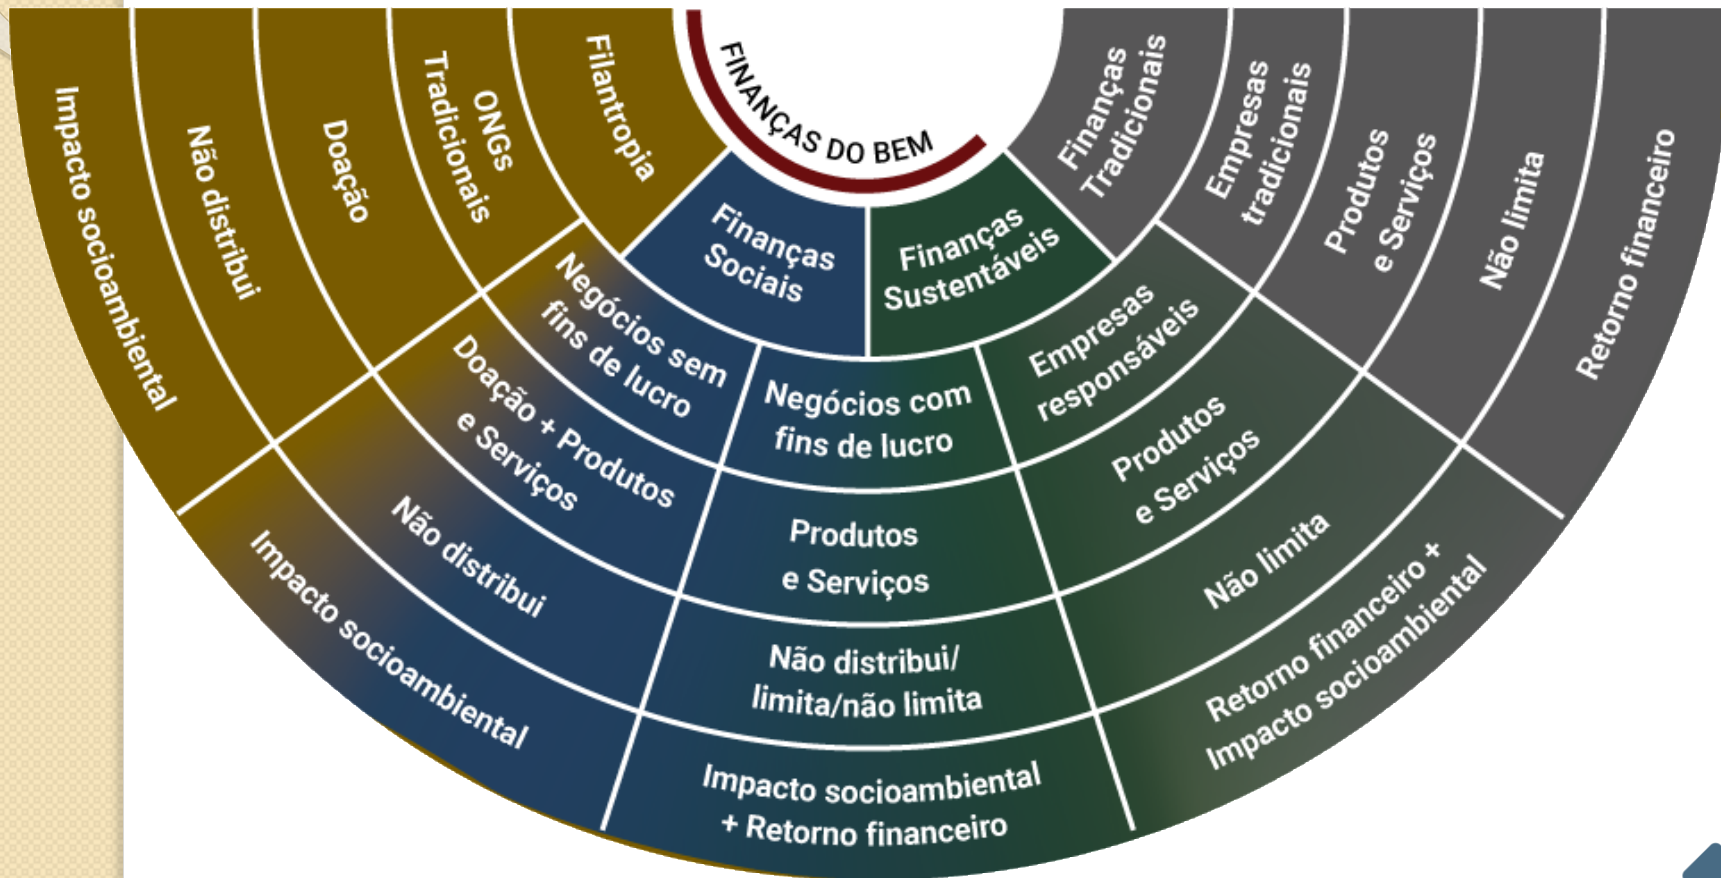 FINANÇAS DO BEM
Filantropia
Finanças
Sociais
Finanças
Sustentáveis
Finanças
Tradicionais
ONGs
Tradicionais
Negócios sem
fins de lucro
Negócios com
fins de lucro
Empresas
responsáveis
Empresas
tradicionais
Doação
Doação + Produtos
e Serviços
Produtos
e Serviços
Produtos
e Serviços
Produtos
e Serviços
Não distribui
Não distribui
Não distribui/
limita/não limita
Não limita
Não limita
Impacto socioambiental
Impacto socioambiental
Impacto socioambiental
+ Retorno financeiro
Retorno financeiro +
Impacto socioambiental
Retorno financeiro